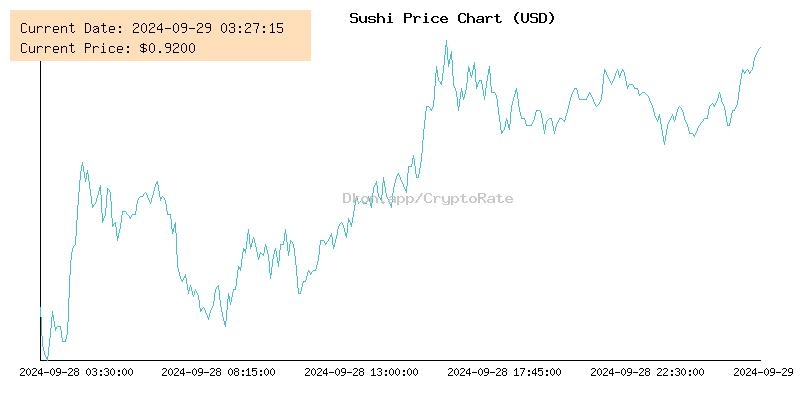 Sushi Price Chart (USD)
Current Date: 2024-09-29 03:27:15
Current Price: $0.9200
Dkon.app/CryptoRate
2024-09-28 03:30:00 2024-09-28 08:15:00 2024-09-28 13:00:00 2024-09-28 17:45:00 2024-09-28 22:30:00 2024-09-29